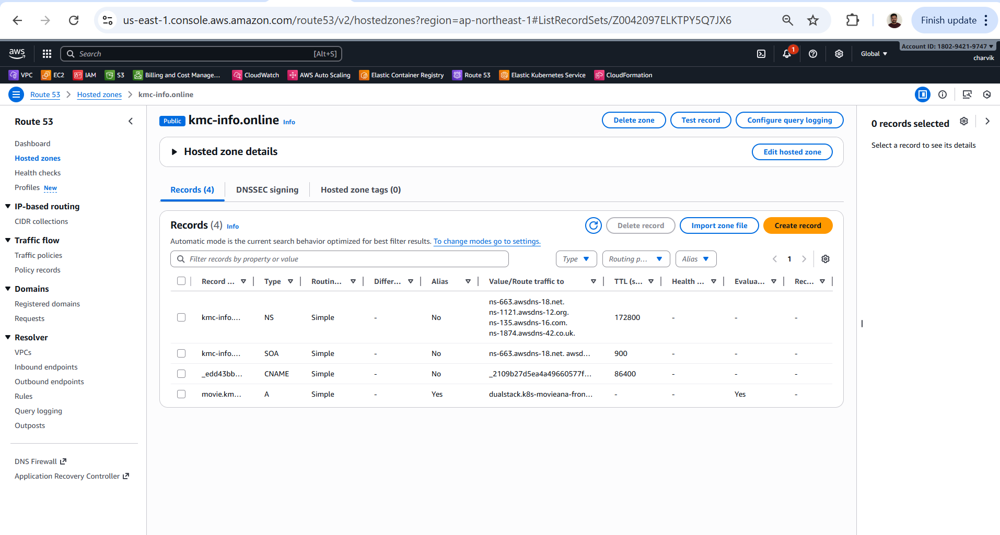 us-east-1.console.aws.amazon.com/route53/v2/hostedzones?region=ap-northeast-1#ListRecordSets/Z0042097ELKTPY5Q7JX6
Finish update
aws
Search
[Alt+S]
1
Global
Account ID: 1802-9421-9747
charvik
VPC
EC2
IAM
S3
Billing and Cost Manage...
CloudWatch
AWS Auto Scaling
Elastic Container Registry
Route 53
Elastic Kubernetes Service
CloudFormation
Route 53
Hosted zones
kmc-info.online
Route 53
Dashboard
Hosted zones
Health checks
Profiles New
IP-based routing
CIDR collections
Traffic flow
Traffic policies
Policy records
Domains
Registered domains
Requests
Resolver
VPCs
Inbound endpoints
Outbound endpoints
Rules
Query logging
Outposts
DNS Firewall
Application Recovery Controller
Public kmc-info.online Info
Delete zone
Test record
Configure query logging
Hosted zone details
Edit hosted zone
Records (4)
DNSSEC signing
Hosted zone tags (0)
Records (4) Info
Delete record
Import zone file
Create record
Automatic mode is the current search behavior optimized for best filter results. To change modes go to settings.
Filter records by property or value
Type
Routing p...
Alias
1
Record ... Type Routin... Differ... Alias Value/Route traffic to TTL (s... Health ... Evalua... Rec...
ns-663.awsdns-18.net.
ns-1121.awsdns-12.org.
kmc-info.... NS Simple - No 172800 - - -
ns-135.awsdns-16.com.
ns-1874.awsdns-42.co.uk.
kmc-info.... SOA Simple - No ns-663.awsdns-18.net. awsd... 900 - - -
_edd43bb... CNAME Simple - No _2109b27d5ea4a49660577f... 86400 - - -
movie.km... A Simple - Yes dualstack.k8s-movieana-fron... - - Yes -
0 records selected
Select a record to see its details